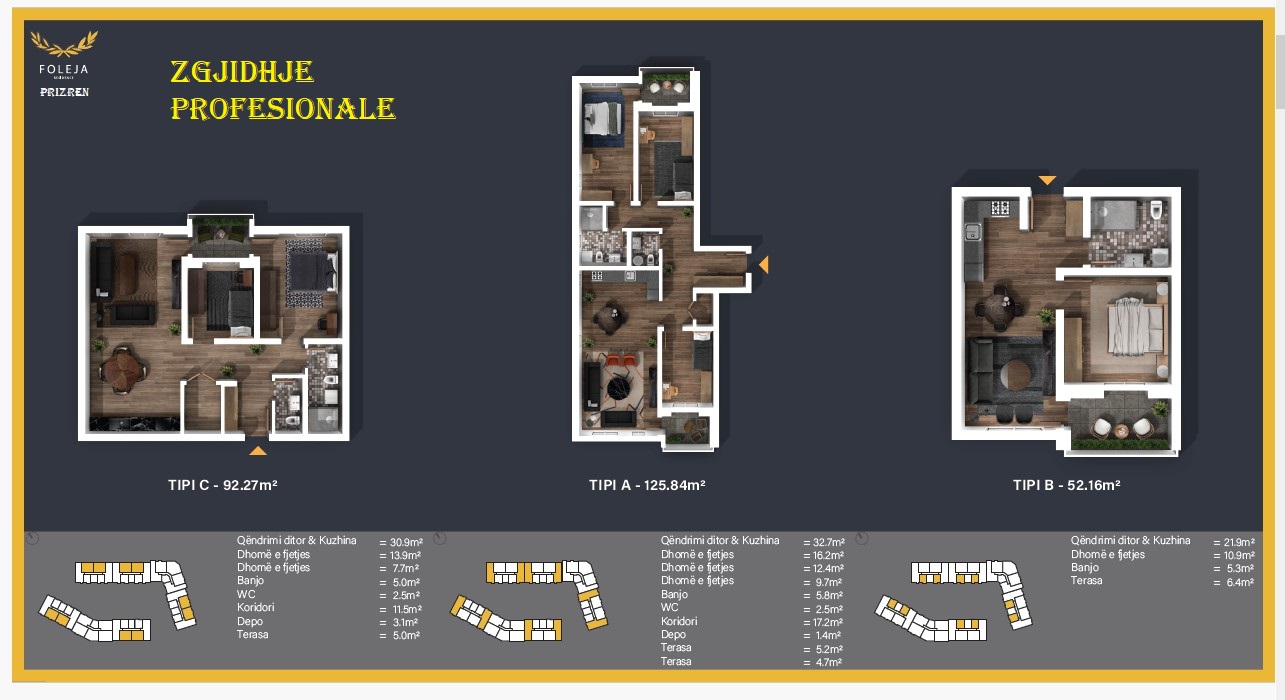 FOLEJA
PRIZREN
ZGJIDHJE
PROFESIONALE
TIPI C - 92.27m²
TIPI A - 125.84m²
TIPI B - 52.16m²
Qëndrimi ditor & Kuzhina = 30.9m²
Dhomë e fjetjes = 13.9m²
Dhomë e fjetjes = 7.7m²
Banjo = 5.0m²
WC = 2.5m²
Koridori = 11.5m²
Depo = 3.1m²
Terasa = 5.0m²
Qëndrimi ditor & Kuzhina = 32.7m²
Dhomë e fjetjes = 16.2m²
Dhomë e fjetjes = 12.4m²
Dhomë e fjetjes = 9.7m²
Banjo = 5.8m²
WC = 2.5m²
Koridori = 17.2m²
Depo = 1.4m²
Terasa = 5.2m²
Terasa = 4.7m²
Qëndrimi ditor & Kuzhina = 21.9m²
Dhomë e fjetjes = 10.9m²
Banjo = 5.3m²
Terasa = 6.4m²